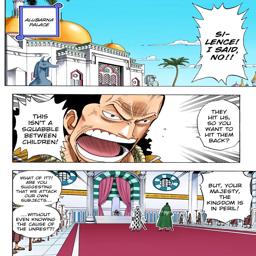 ALUBARNA
PALACE
SI-
LENCE!
I SAID,
NO!!
THEY
HIT US,
SO YOU
WANT TO
HIT THEM
BACK?
THIS
ISN'T A
SQUABBLE
BETWEEN
CHILDREN!
BUT, YOUR
MAJESTY,
THE
KINGDOM IS
IN PERIL!
WHAT OF IT?!
ARE YOU
SUGGESTING
THAT WE ATTACK
OUR OWN
SUBJECTS...
...WITHOUT
EVEN KNOWING
THE CAUSE OF
THE UNREST?!